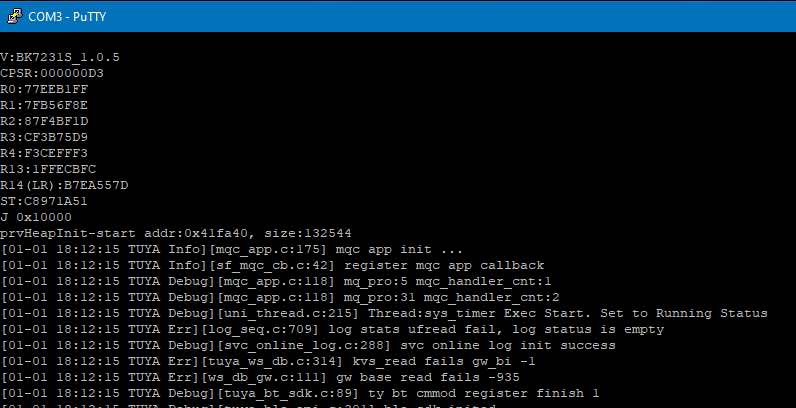 COM3 - PuTTY
V:BK7231S_1.0.5
CPSR:000000D3
R0:77EEB1FF
R1:7FB56F8E
R2:87F4BF1D
R3:CF3B75D9
R4:F3CEFFF3
R13:1FFECBFC
R14(LR):B7EA557D
ST:C8971A51
J 0x10000
prvHeapInit-start addr:0x41fa40, size:132544
[01-01 18:12:15 TUYA Info][mqc_app.c:175] mqc app init ...
[01-01 18:12:15 TUYA Info][sf_mqc_cb.c:42] register mqc app callback
[01-01 18:12:15 TUYA Debug][mqc_app.c:118] mq_pro:5 mqc_handler_cnt:1
[01-01 18:12:15 TUYA Debug][mqc_app.c:118] mq_pro:31 mqc_handler_cnt:2
[01-01 18:12:15 TUYA Debug][uni_thread.c:215] Thread:sys_timer Exec Start. Set to Running Status
[01-01 18:12:15 TUYA Err][log_seq.c:709] log stats ufread fail, log status is empty
[01-01 18:12:15 TUYA Debug][svc_online_log.c:288] svc online log init success
[01-01 18:12:15 TUYA Err][tuya_ws_db.c:314] kvs_read fails gw_bi -1
[01-01 18:12:15 TUYA Err][ws_db_gw.c:111] gw base read fails -935
[01-01 18:12:15 TUYA Debug][tuya_bt_sdk.c:89] ty bt cmmod register finish 1